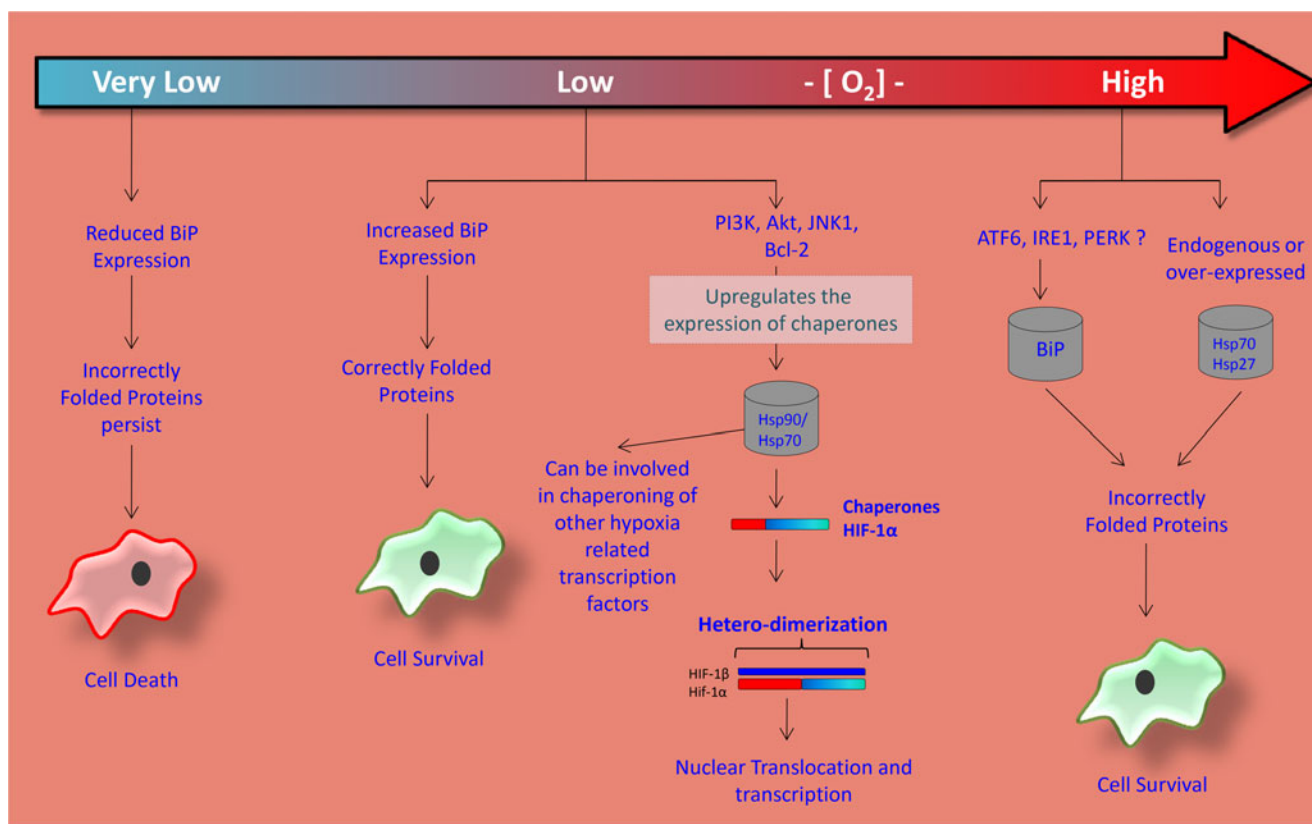 Very Low
Low
- [ O₂] -
High
Reduced BiP
Expression
Incorrectly
Folded Proteins
persist
Cell Death
Increased BiP
Expression
Correctly Folded
Proteins
Cell Survival
PI3K, Akt, JNK1,
Bcl-2
Upregulates the
expression of chaperones
Hsp90/
Hsp70
Can be involved
in chaperoning of
other hypoxia
related
transcription
factors
Chaperones
HIF-1α
Hetero-dimerization
HIF-1β
Hif-1α
Nuclear Translocation and
transcription
ATF6, IRE1, PERK ?
BiP
Endogenous or
over-expressed
Hsp70
Hsp27
Incorrectly
Folded Proteins
Cell Survival